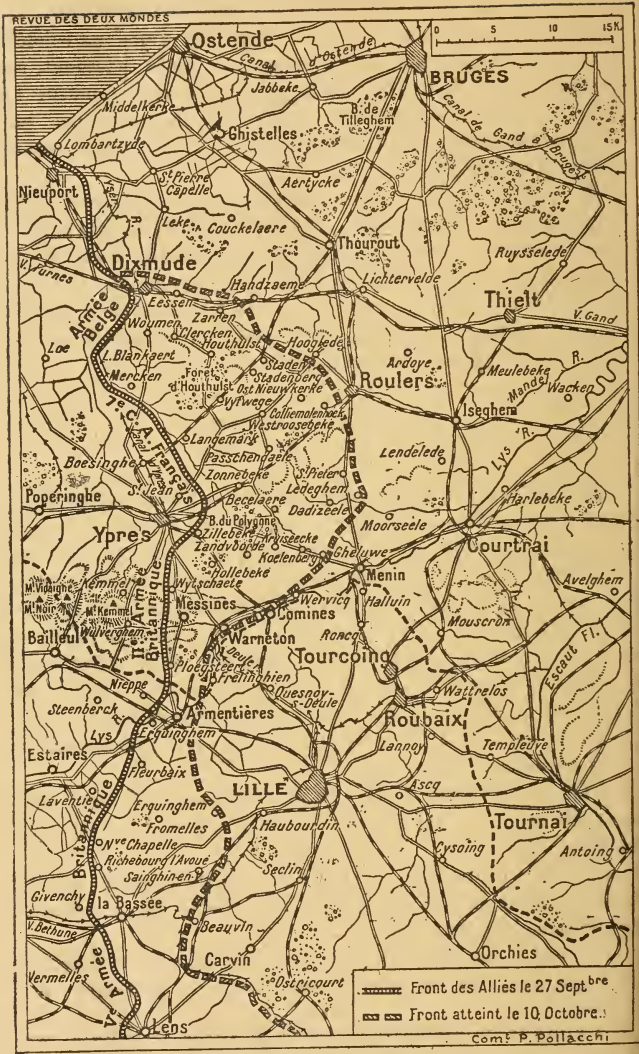 REVUE DES DEUX MONDES
0 5 10 15K.
Ostende
Canal d'Ostende
BRUGES
Jabbeke
Middelkerke
B. de Tilleghem
Canal de Gand à Bruges
Ghistelles
Lombartzyde
St Pierre Capelle
Aertycke
Nieuport
Yser R.
Leke
Couckelaere
Thourout
Ruysselede
Dixmude
V. Furnes
Handzaeme
Lichtervelde
Thielt
V. Gand
Armée Belge
Eessen
Zarren
Woumen
Clercken
Houthulst
Hooglede
Loe
L. Blankaert
Staden
Ardoye
Mercken
Forêt d'Houthulst
Stadenberg
Roulers
Meulebeke
Mandel R.
Wacken
Ost Nieuwkerke
Vyfwege
Colliemolenhoek
Westroosebeke
Iseghem
7e C. A. Français
Langemark
Passchendaele
Lendelede
Lys R.
Boesinghe
Canal
Zonnebeke
St Pieter
St Jean
Ledeghem
Harlebeke
Poperinghe
Becelaere
Dadizeele
Ypres
B. du Polygone
Moorseele
Zillebeke
Kruiseecke
Courtrai
Zandvoorde
Koelenberg
Gheluwe
Hollebeke
Menin
M. Vidaigne
Kemmel
Wytschaete
Avelghem
M. Noir
M. Kemmel
Messines
Wervicq
Halluin
IIe Armée Britannique
Comines
Wulverghem
Warneton
Roncq
Mouscron
Bailleul
Ploegsteert
Deule
Tourcoing
Escaut Fl.
Frelinghien
Nieppe
Quesnoy-s-Deule
Wattrelos
Steenberck
Armentières
Roubaix
Lys R.
Erquinghem
Lannoy
Templeuve
Estaires
Fleurbaix
LILLE
Laventie
Ascq
Erquinghem
Tournai
Fromelles
Haubourdin
Nve Chapelle
Cysoing
Antoing
Richebourg l'Avoué
Seclin
Sainghin-en
Givenchy
la Bassée
V. Béthune
Beauvin
Orchies
Carvin
Vermelles
Ostricourt
Ve Armée Britannique
Lens
Front des Alliés le 27 Septbre
Front atteint le 10, Octobre.
Comt P. Pollacchi